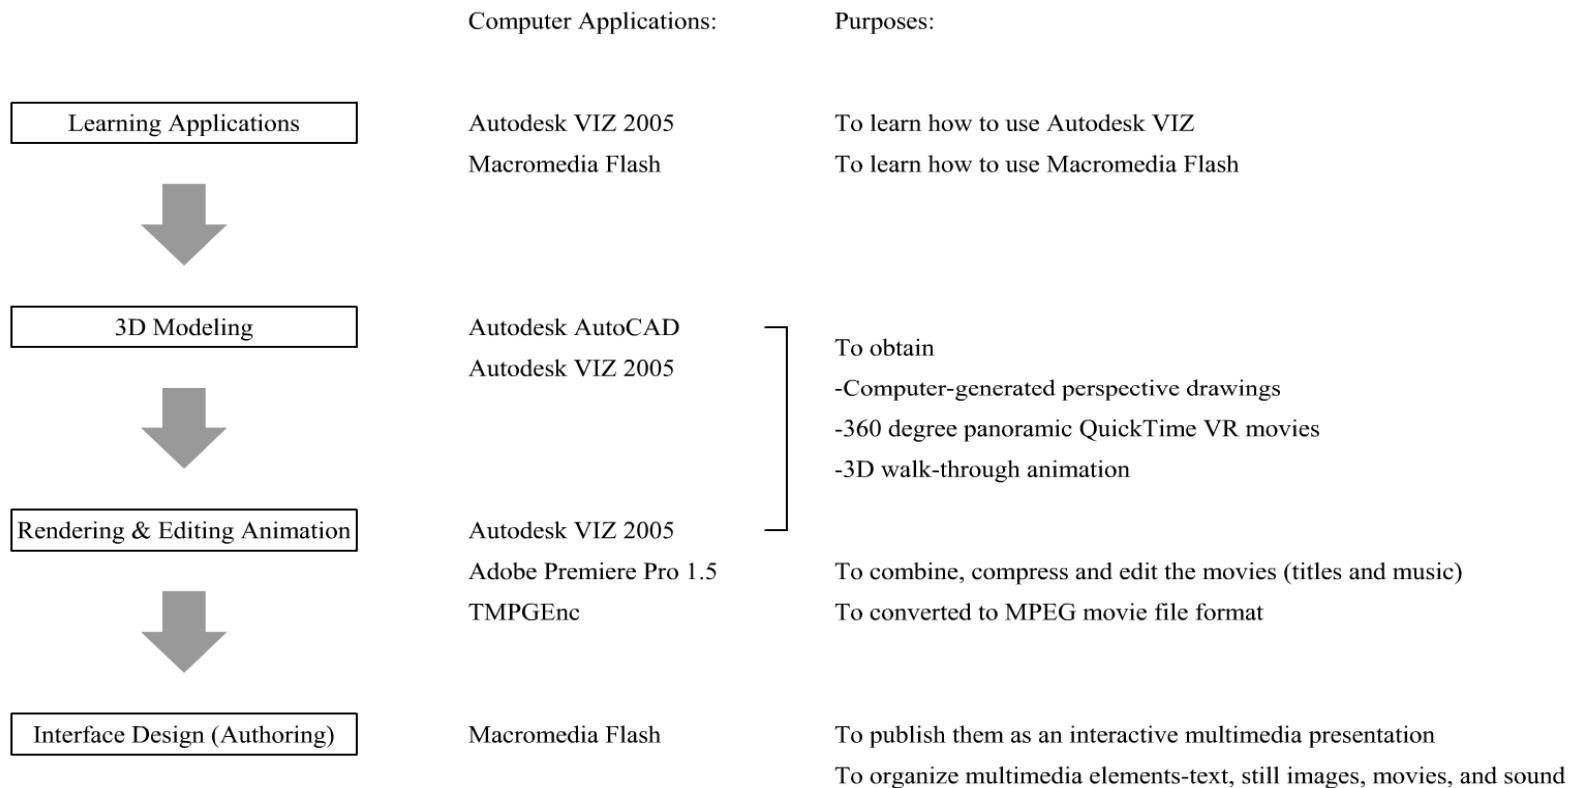 Computer Applications: Purposes:
Learning Applications Autodesk VIZ 2005 To learn how to use Autodesk VIZ
Macromedia Flash To learn how to use Macromedia Flash
3D Modeling Autodesk AutoCAD
To obtain
Autodesk VIZ 2005
-Computer-generated perspective drawings
-360 degree panoramic QuickTime VR movies
-3D walk-through animation
Rendering & Editing Animation Autodesk VIZ 2005
Adobe Premiere Pro 1.5 To combine, compress and edit the movies (titles and music)
TMPGEnc To converted to MPEG movie file format
Interface Design (Authoring) Macromedia Flash To publish them as an interactive multimedia presentation
To organize multimedia elements-text, still images, movies, and sound